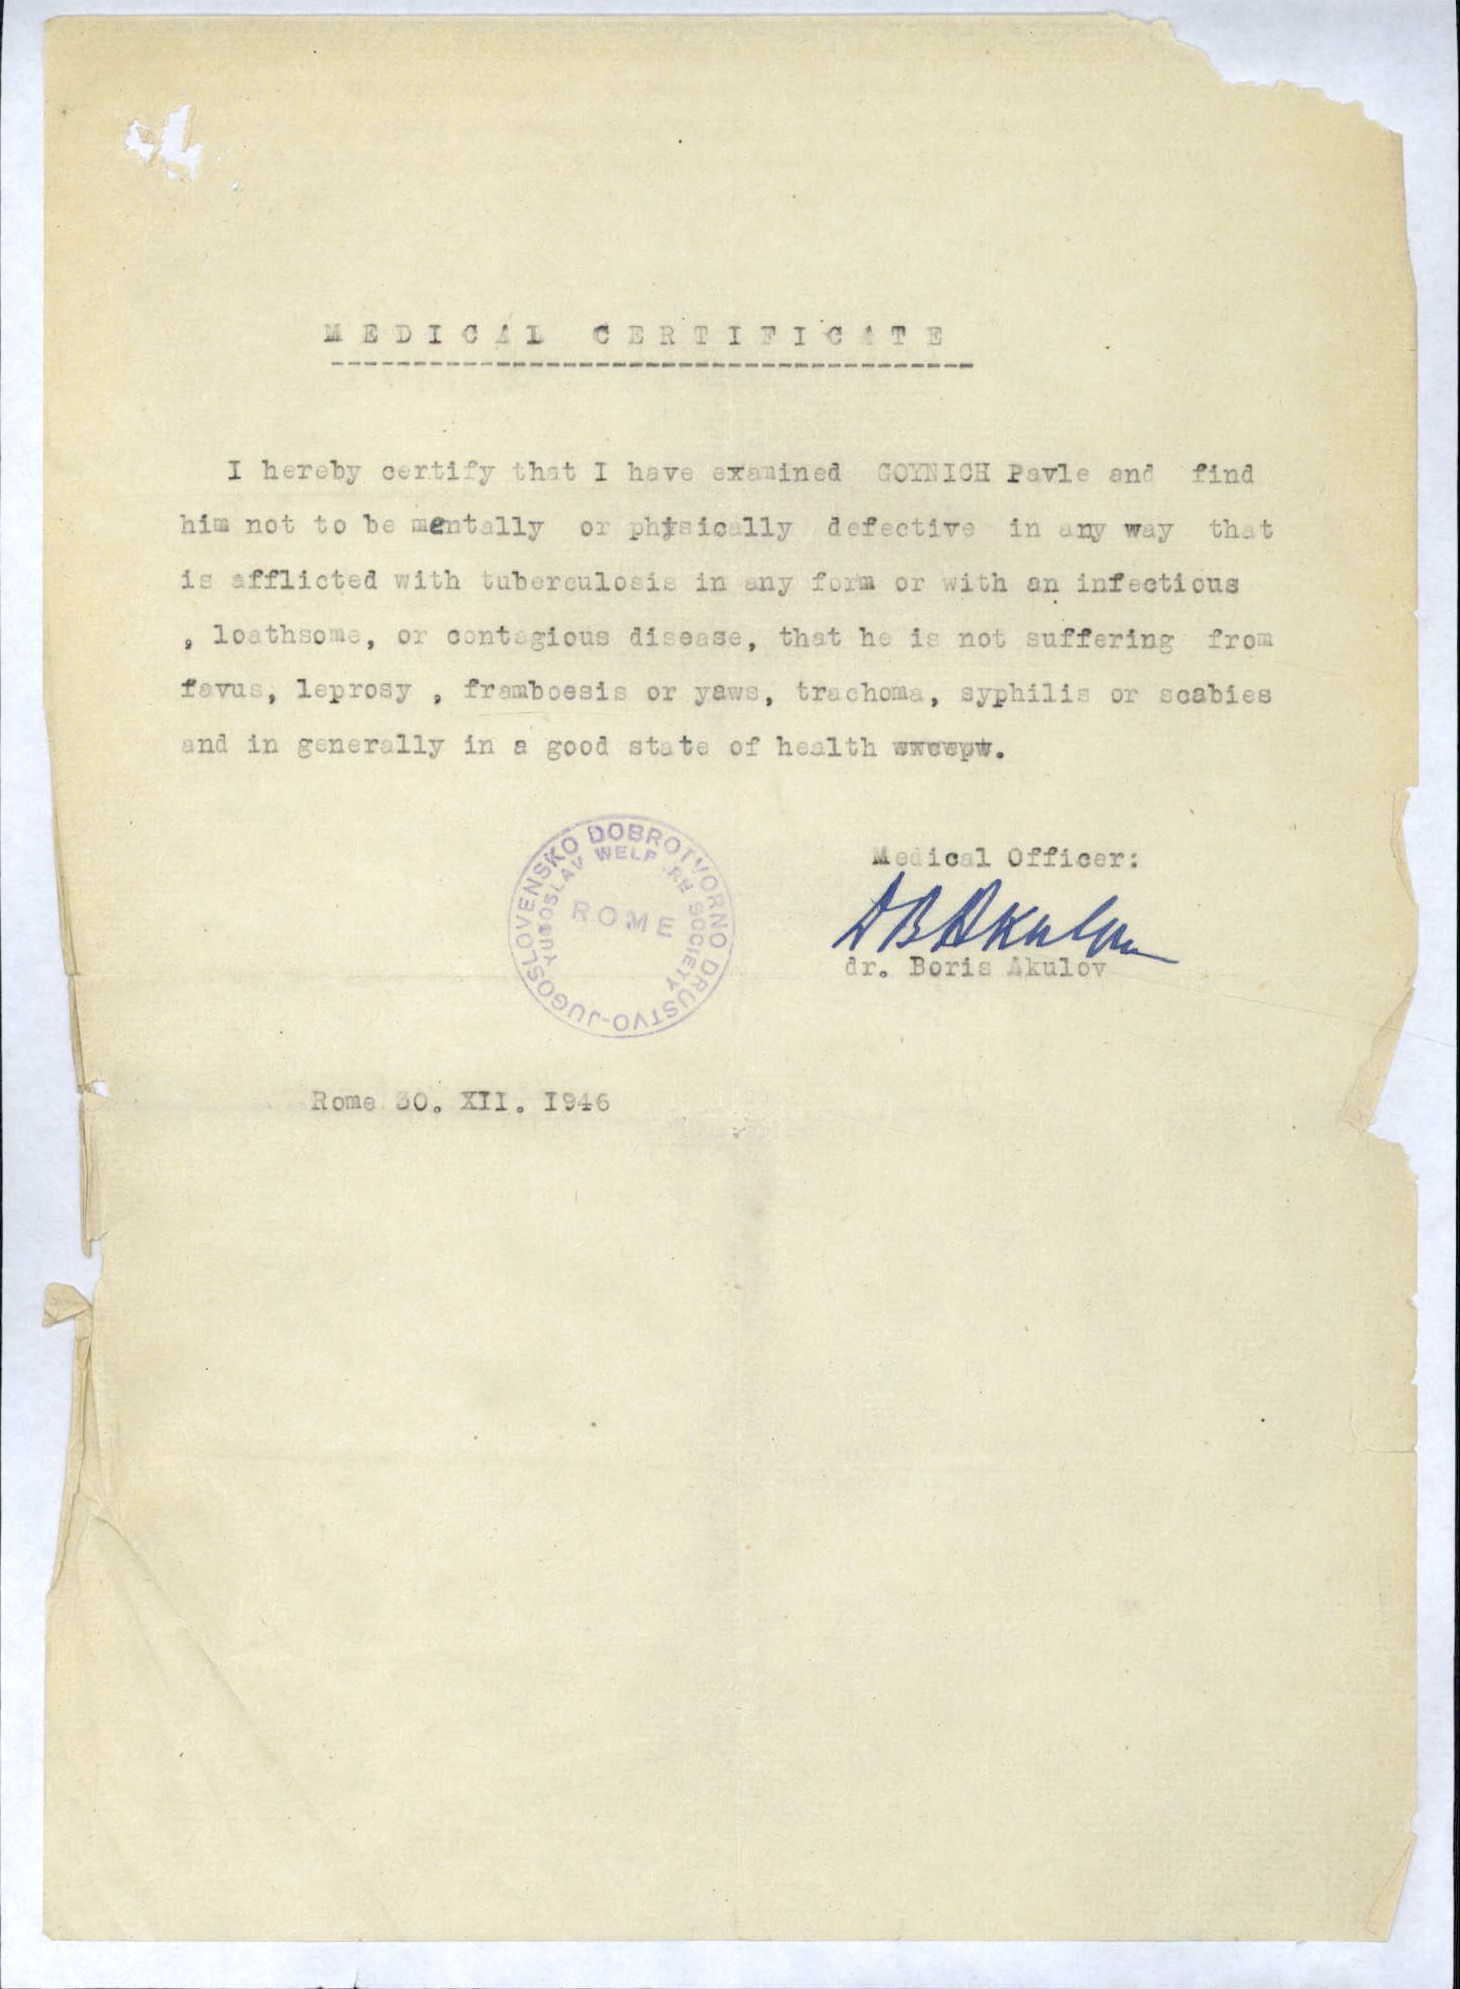 MEDICAL CERTIFICATE
I hereby certify that I have examined GOYNICH Pavle and find
him not to be mentally or physically defective in any way that
is afflicted with tuberculosis in any form or with an infectious
, loathsome, or contagious disease, that he is not suffering from
favus, leprosy , framboesis or yaws, trachoma, syphilis or scabies
and in generally in a good state of health .
JUGOSLOVENSKO DOBROTVORNO DRUSTVO-
YUGOSLAV WELFARE SOCIETY
ROME
Medical Officer:
dr. Boris Akulov
Rome 30. XII. 1946